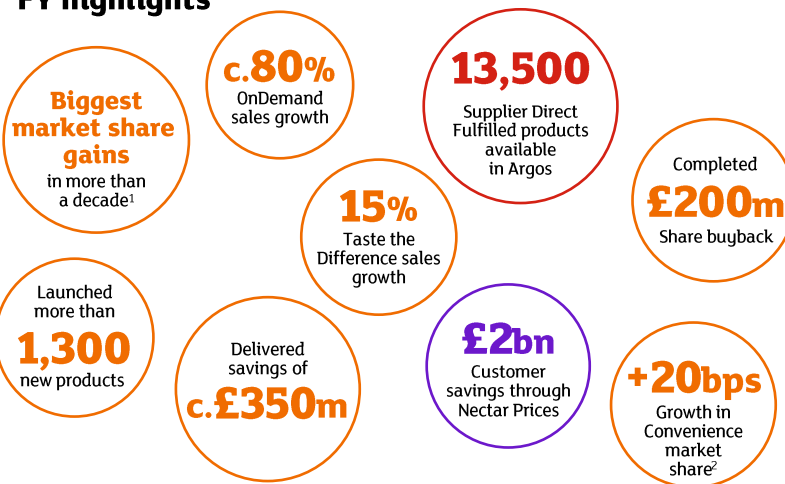 FY highlights
Biggest
market share
gains
in more than
a decade1
c.80%
OnDemand
sales growth
13,500
Supplier Direct
Fulfilled products
available
in Argos
Completed
£200m
Share buyback
15%
Taste the
Difference sales
growth
Launched
more than
1,300
new products
Delivered
savings of
c.£350m
£2bn
Customer
savings through
Nectar Prices
+20bps
Growth in
Convenience
market
share2